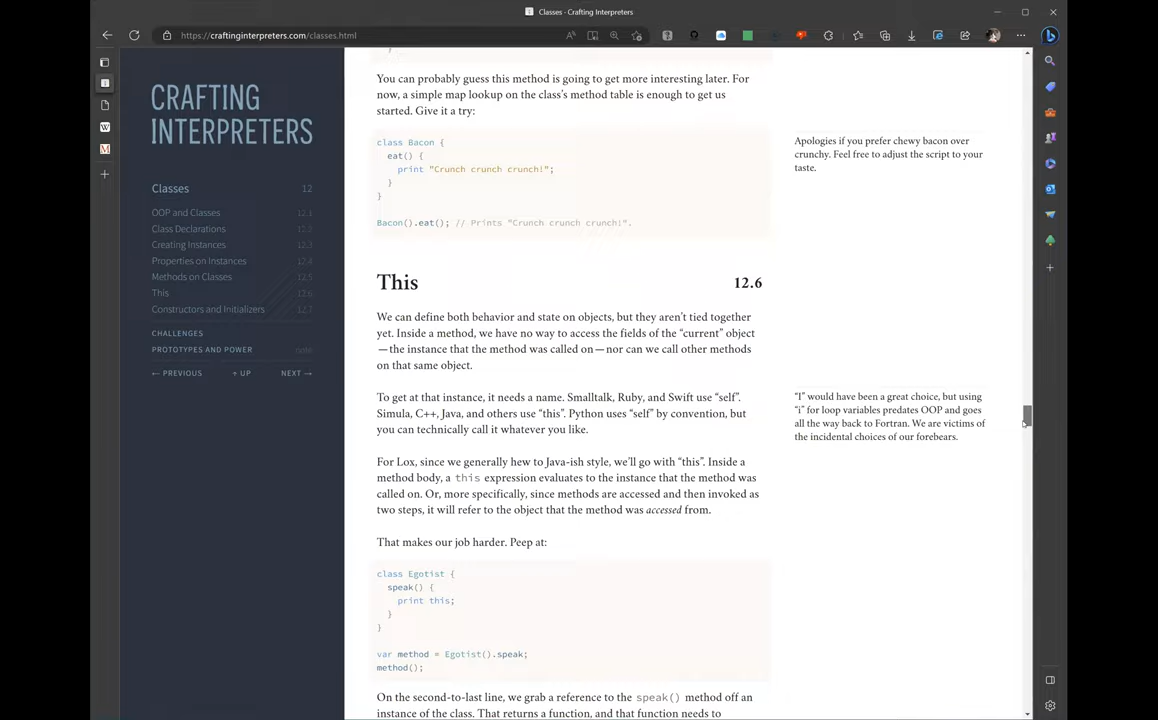 Classes · Crafting Interpreters
https://craftinginterpreters.com/classes.html
CRAFTING
INTERPRETERS
Classes 12
OOP and Classes 12.1
Class Declarations 12.2
Creating Instances 12.3
Properties on Instances 12.4
Methods on Classes 12.5
This 12.6
Constructors and Initializers 12.7
CHALLENGES
PROTOTYPES AND POWER note
← PREVIOUS ↑ UP NEXT →
You can probably guess this method is going to get more interesting later. For
now, a simple map lookup on the class’s method table is enough to get us
started. Give it a try:
class Bacon {
  eat() {
    print "Crunch crunch crunch!";
  }
}
Bacon().eat(); // Prints "Crunch crunch crunch!".
Apologies if you prefer chewy bacon over
crunchy. Feel free to adjust the script to your
taste.
This 12.6
We can define both behavior and state on objects, but they aren’t tied together
yet. Inside a method, we have no way to access the fields of the “current” object
—the instance that the method was called on—nor can we call other methods
on that same object.
To get at that instance, it needs a name. Smalltalk, Ruby, and Swift use “self”.
Simula, C++, Java, and others use “this”. Python uses “self” by convention, but
you can technically call it whatever you like.
“I” would have been a great choice, but using
“i” for loop variables predates OOP and goes
all the way back to Fortran. We are victims of
the incidental choices of our forebears.
For Lox, since we generally hew to Java-ish style, we’ll go with “this”. Inside a
method body, a this expression evaluates to the instance that the method was
called on. Or, more specifically, since methods are accessed and then invoked as
two steps, it will refer to the object that the method was accessed from.
That makes our job harder. Peep at:
class Egotist {
  speak() {
    print this;
  }
}
var method = Egotist().speak;
method();
On the second-to-last line, we grab a reference to the speak() method off an
instance of the class. That returns a function, and that function needs to